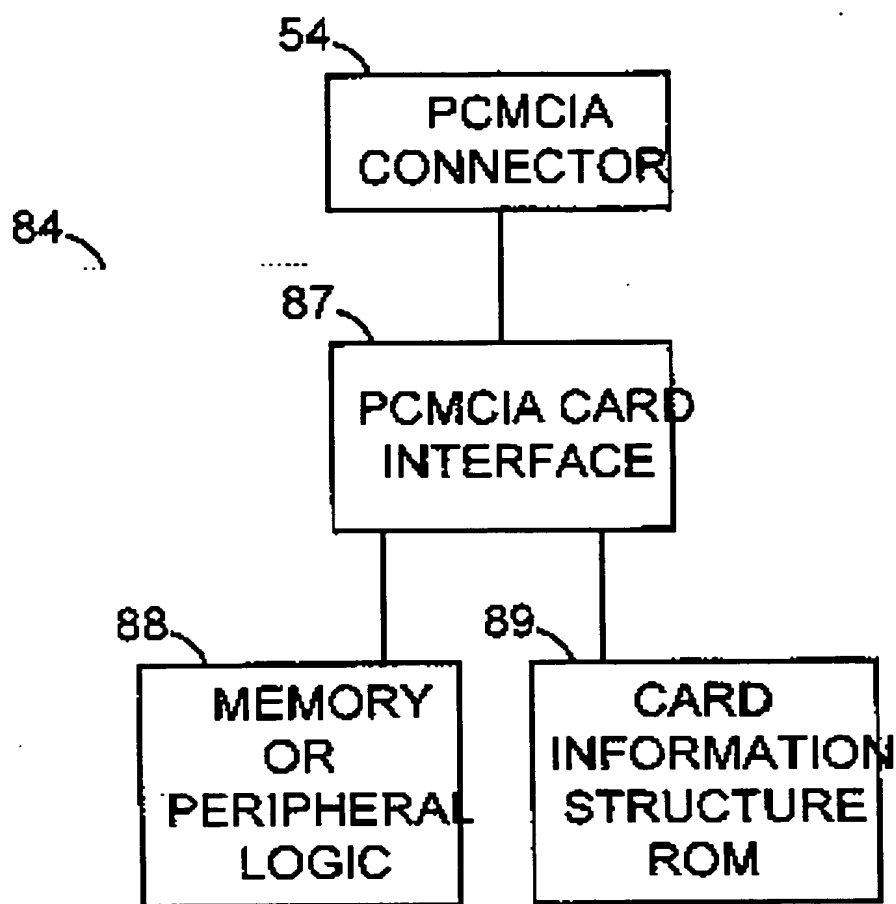 54
PCMCIA
CONNECTOR
84
87
PCMCIA CARD
INTERFACE
88
MEMORY
OR
PERIPHERAL
LOGIC
89
CARD
INFORMATION
STRUCTURE
ROM